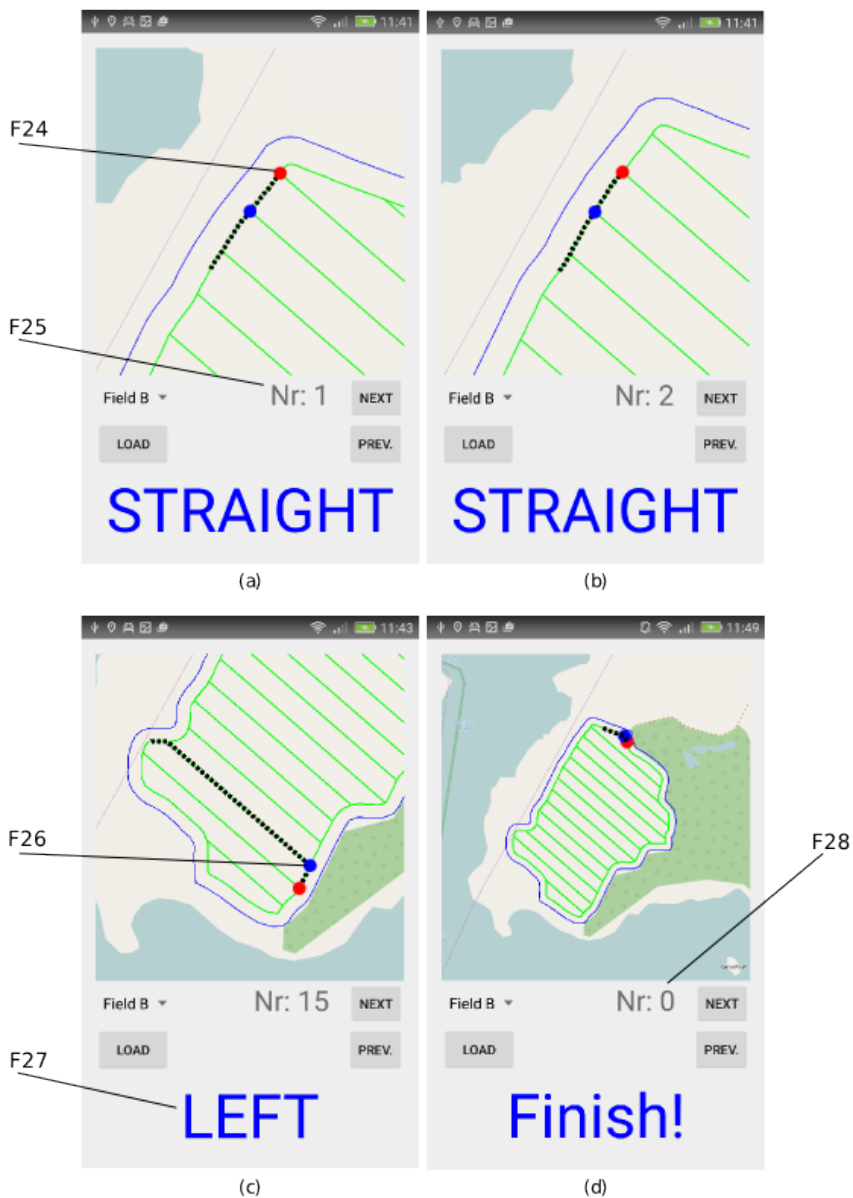 11:41
11:41
F24
F25
Field B
Nr: 1
NEXT
Field B
Nr: 2
NEXT
LOAD
PREV.
LOAD
PREV.
STRAIGHT
STRAIGHT
(a)
(b)
11:43
11:49
F26
F28
Field B
Nr: 15
NEXT
Field B
Nr: 0
NEXT
LOAD
PREV.
LOAD
PREV.
F27
LEFT
Finish!
(c)
(d)